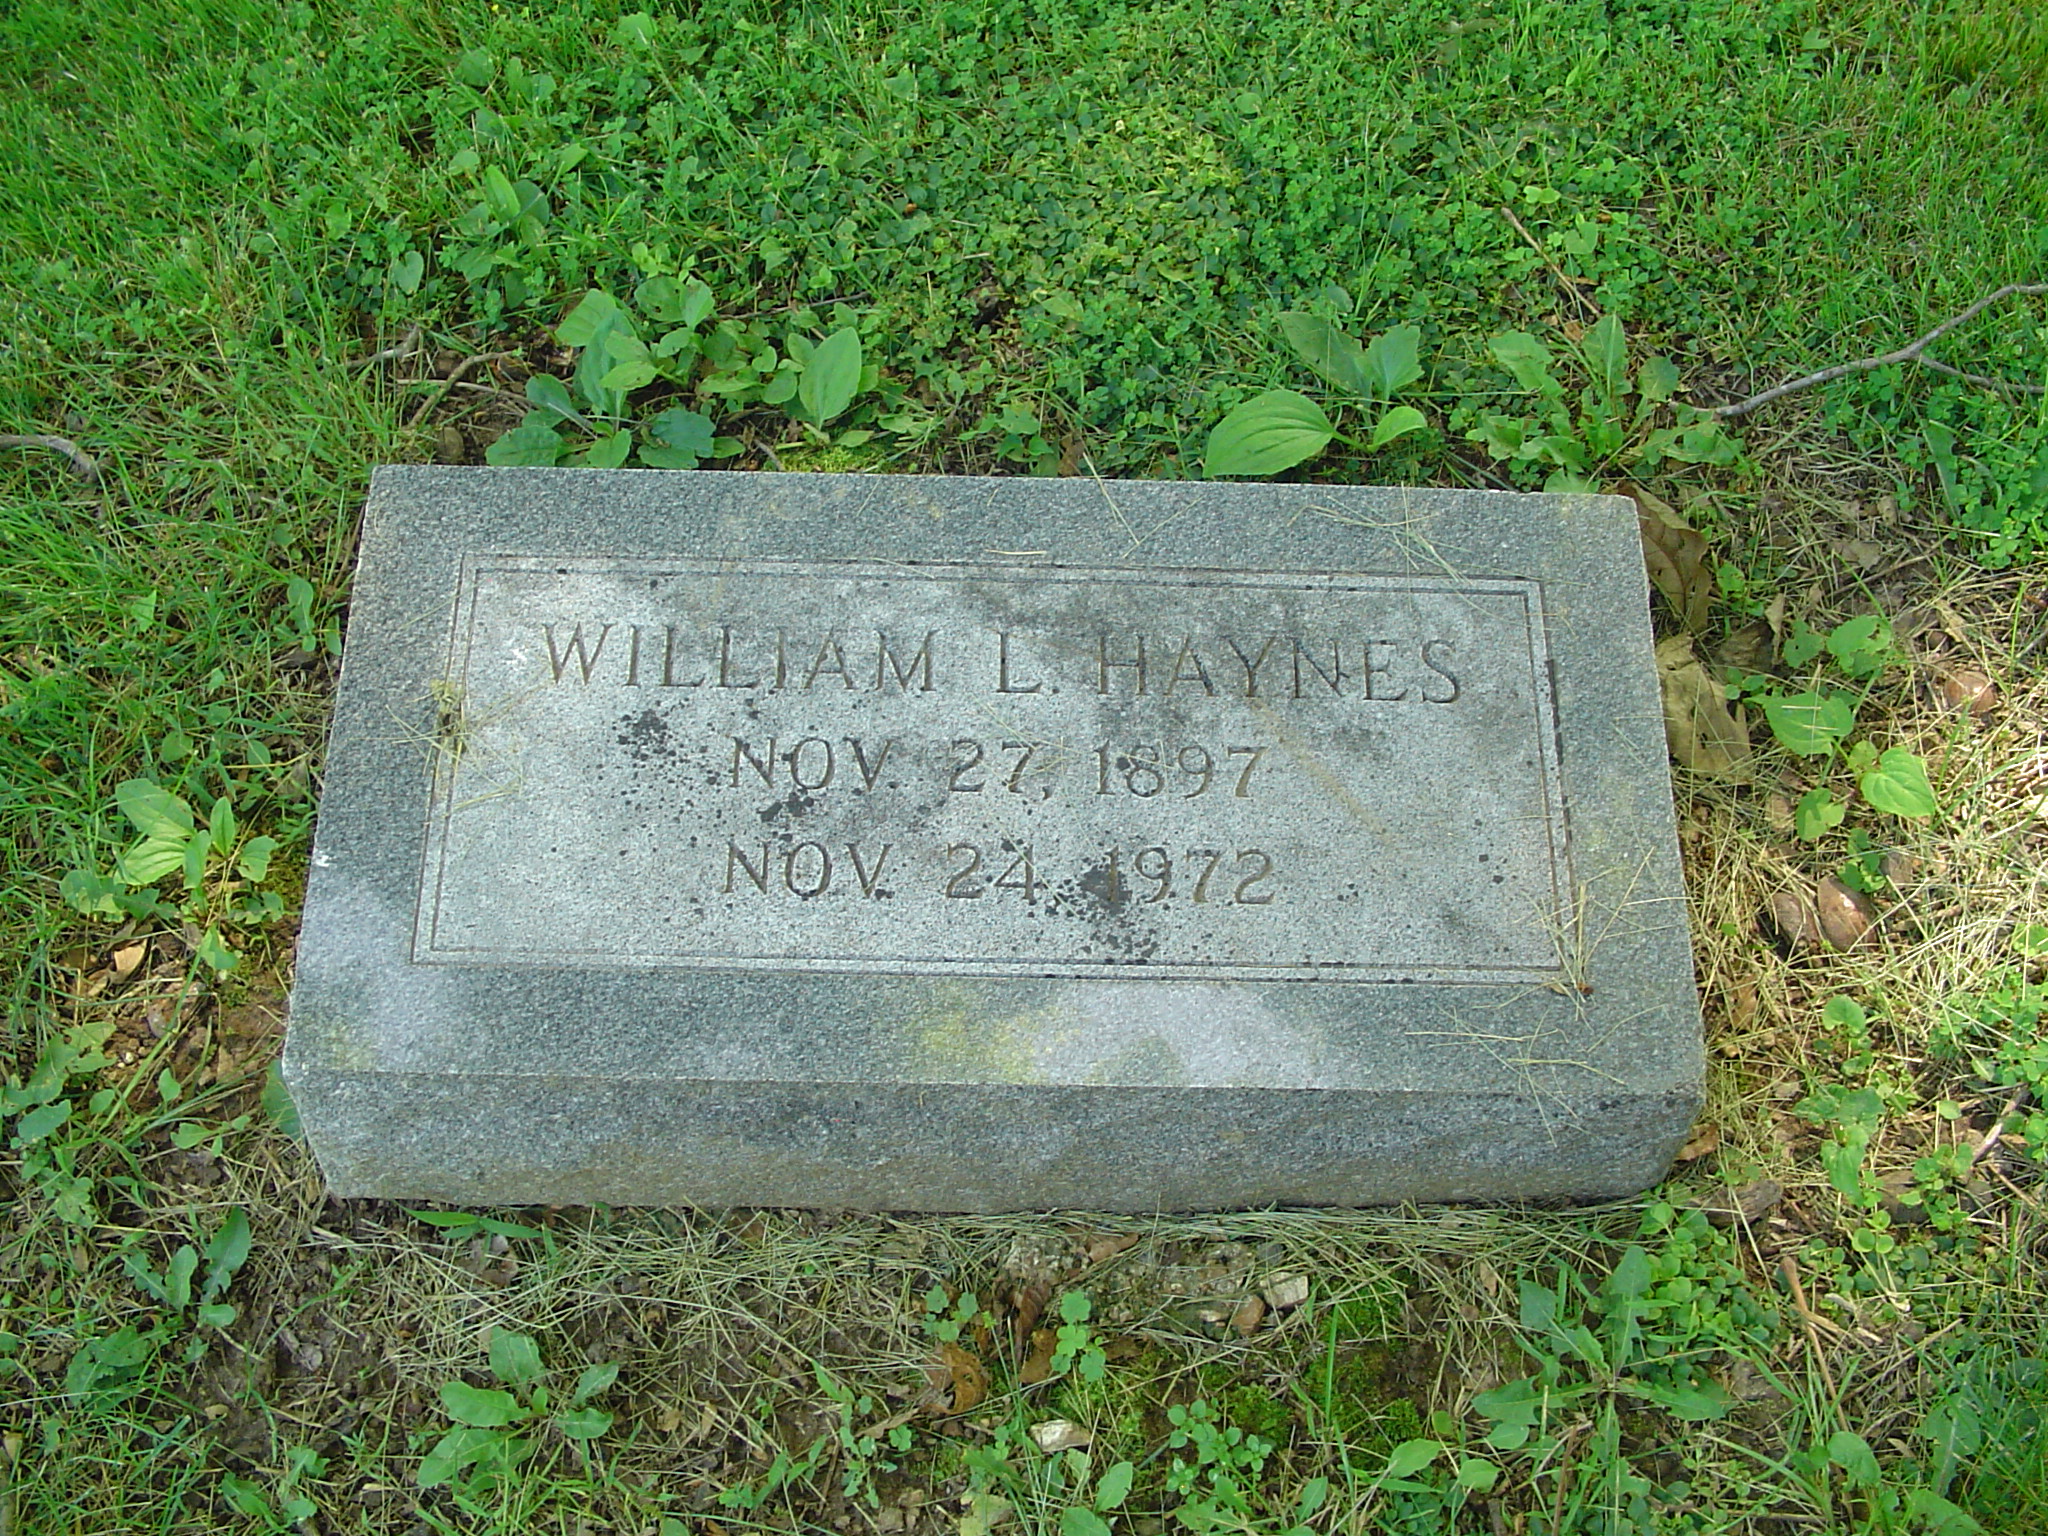 WILLIAM L. HAYNES
NOV. 27, 1897
NOV. 24, 1972